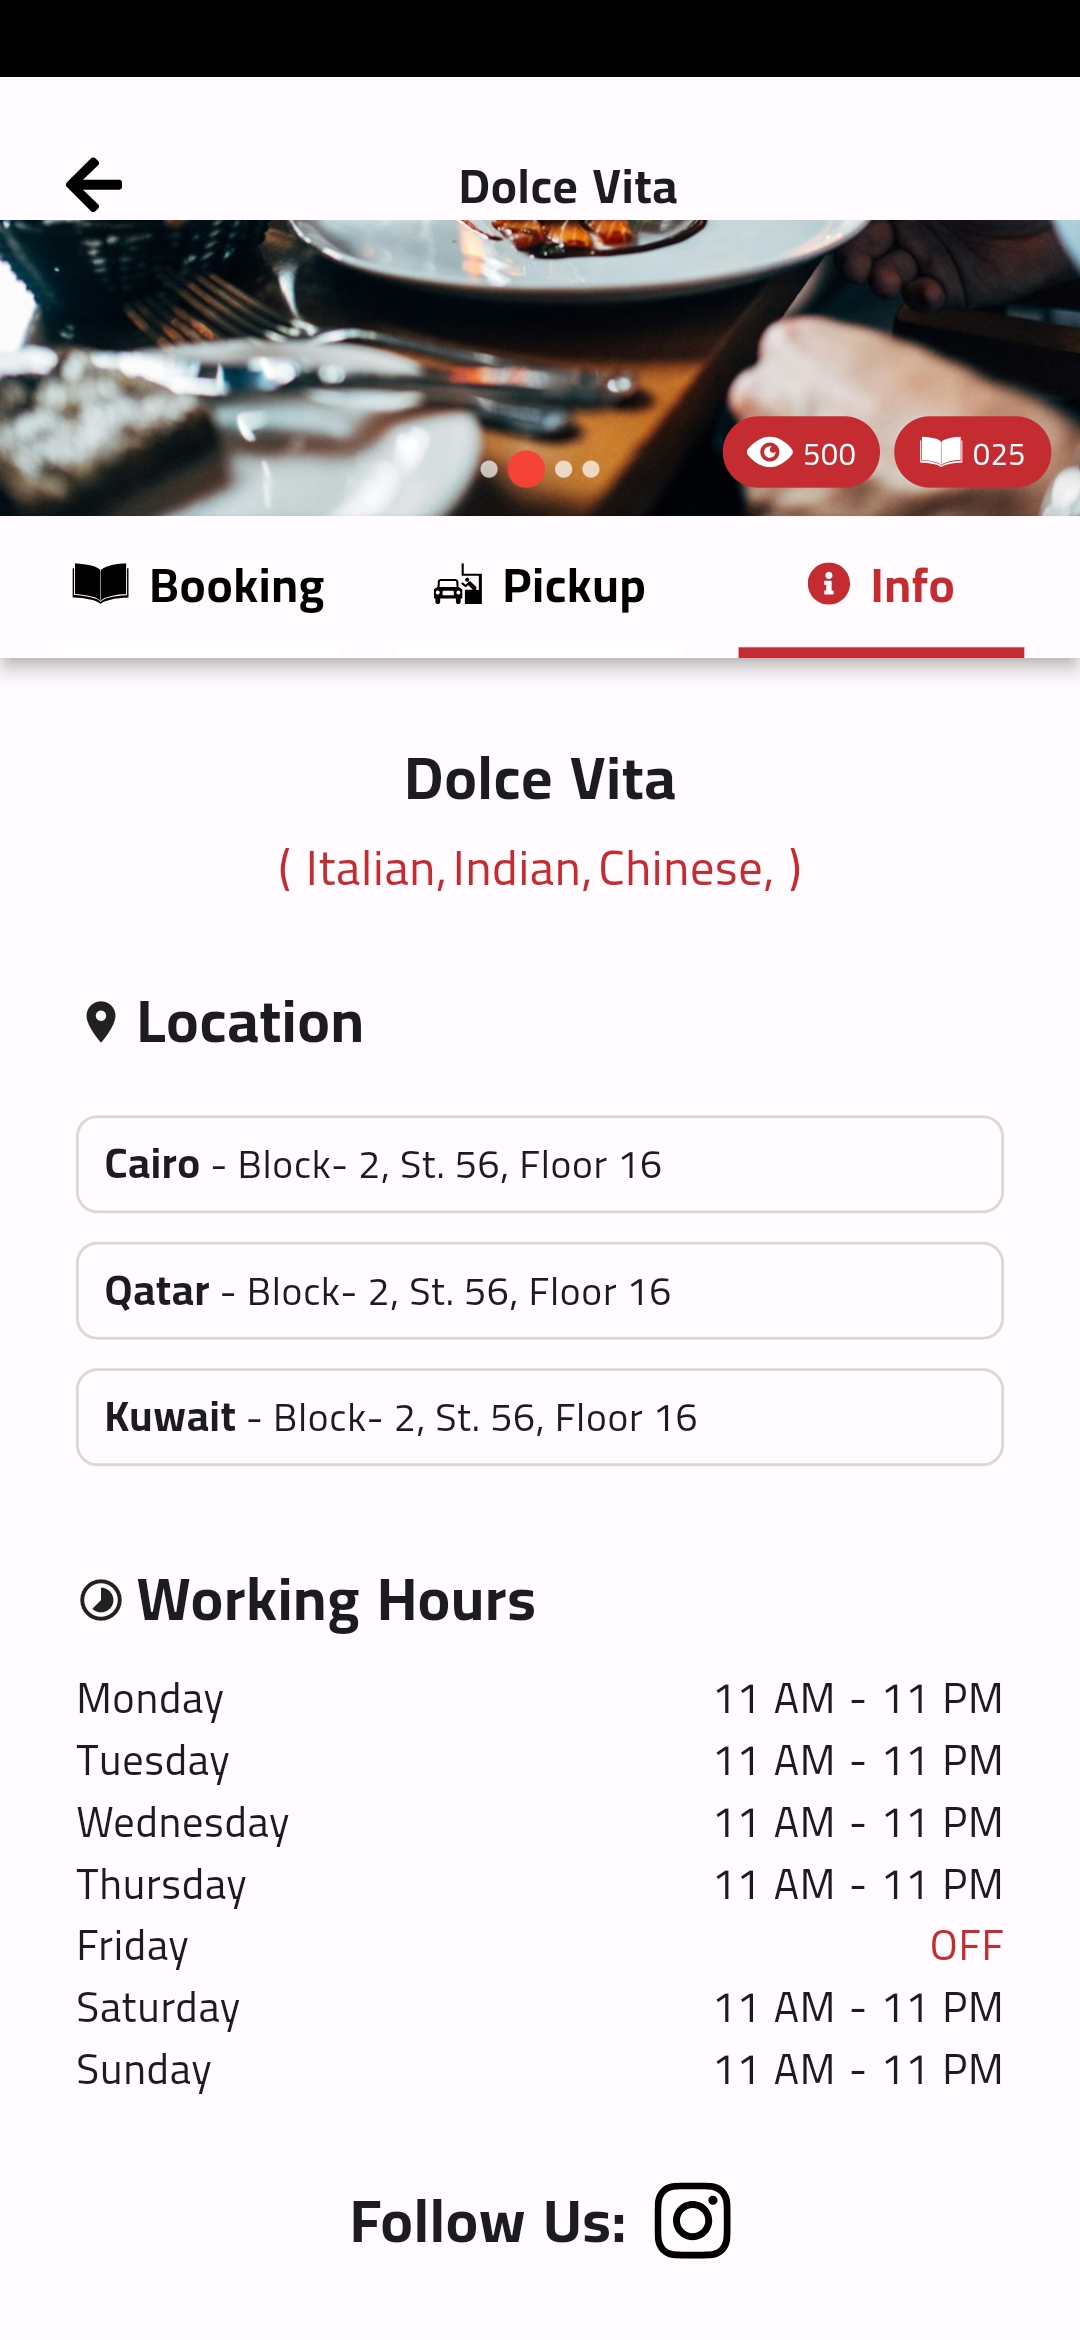 Dolce Vita
500
025
Booking
Pickup
Info
Dolce Vita
( Italian, Indian, Chinese, )
Location
Cairo - Block- 2, St. 56, Floor 16
Qatar - Block- 2, St. 56, Floor 16
Kuwait - Block- 2, St. 56, Floor 16
Working Hours
Monday 11 AM - 11 PM
Tuesday 11 AM - 11 PM
Wednesday 11 AM - 11 PM
Thursday 11 AM - 11 PM
Friday OFF
Saturday 11 AM - 11 PM
Sunday 11 AM - 11 PM
Follow Us: